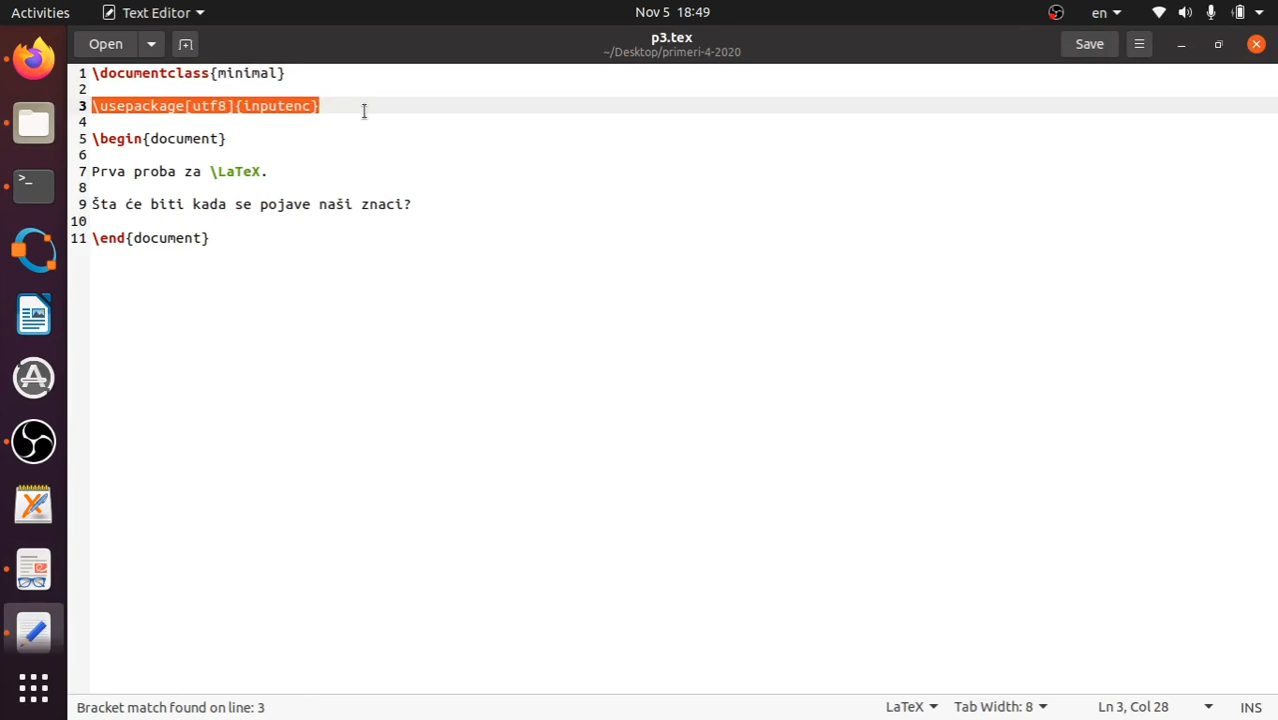 Activities Text Editor Nov 5 18:49 en
Open p3.tex Save
~/Desktop/primeri-4-2020
1 \documentclass{minimal}
2
3 \usepackage[utf8]{inputenc}
4
5 \begin{document}
6
7 Prva proba za \LaTeX.
8
9 Šta će biti kada se pojave naši znaci?
10
11 \end{document}
Bracket match found on line: 3 LaTeX Tab Width: 8 Ln 3, Col 28 INS